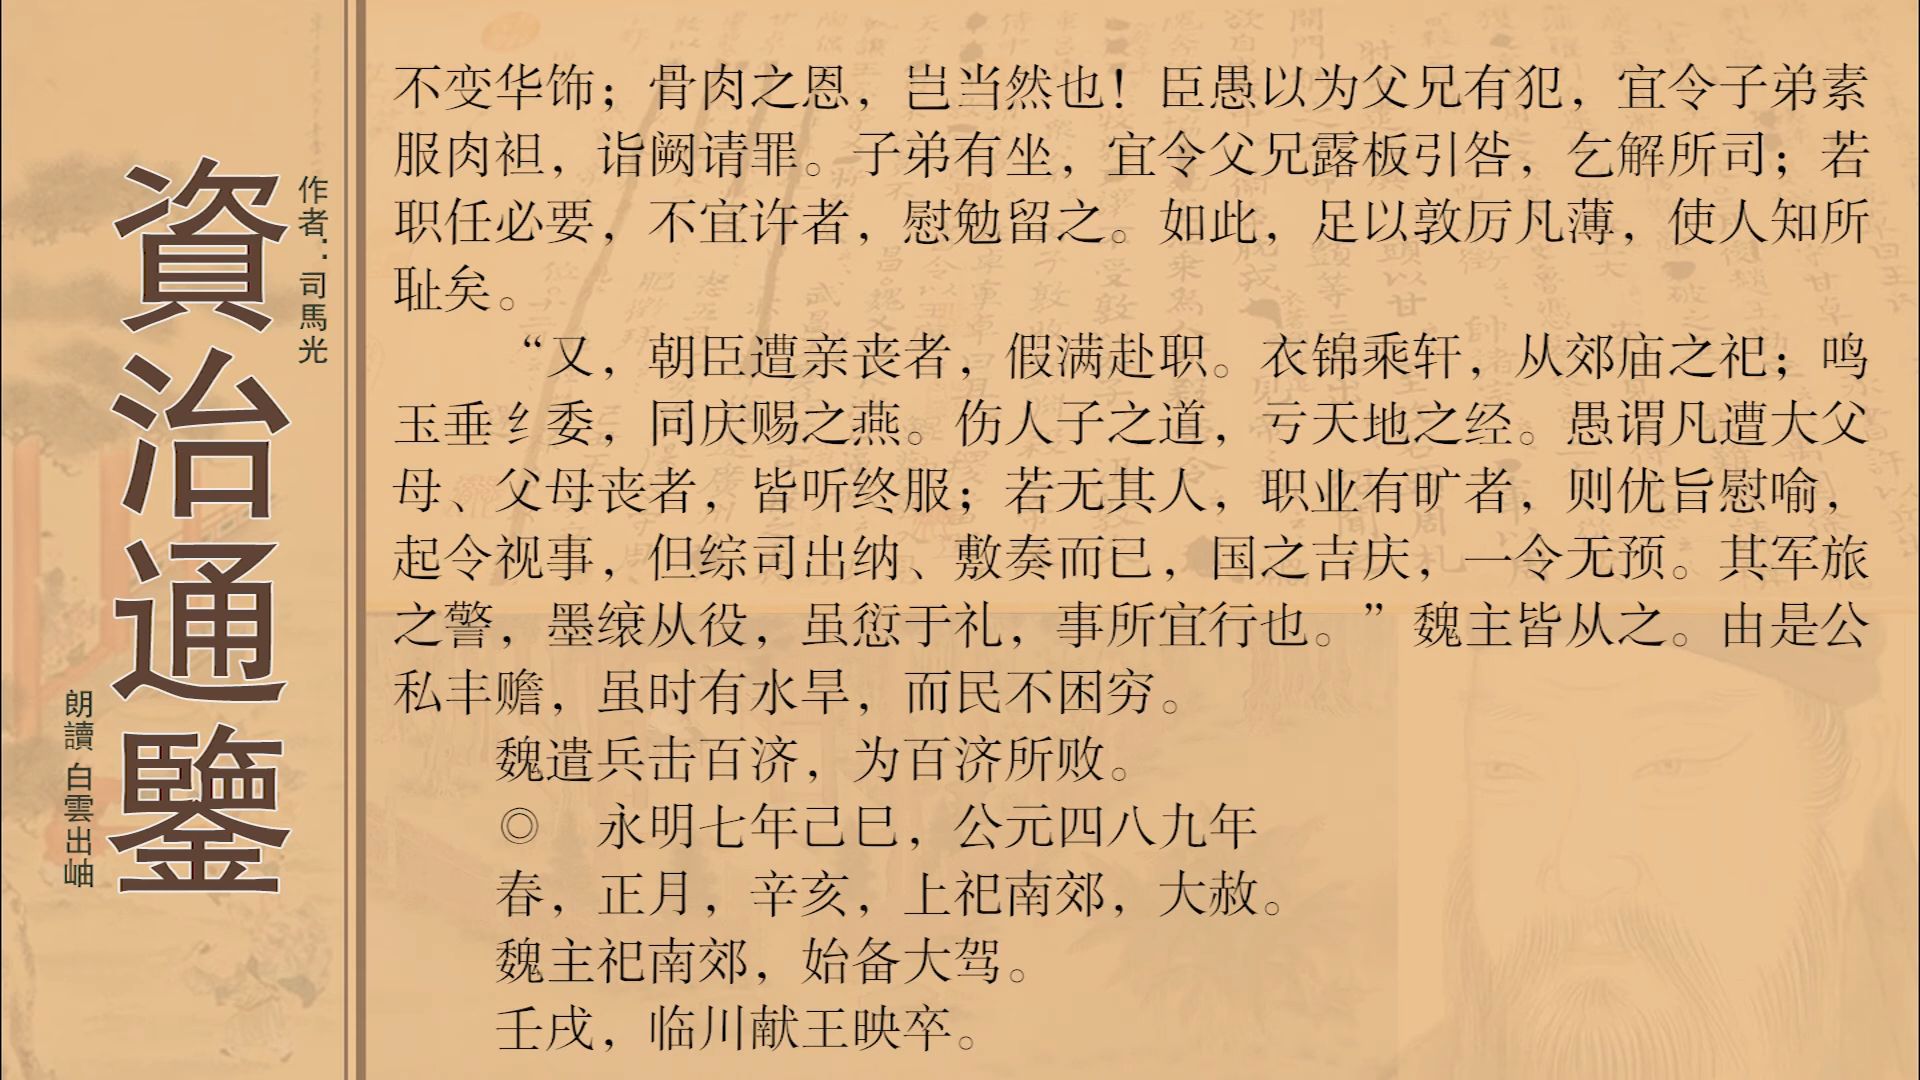 資治通鑒
作者：司馬光
朗讀 白雲出岫
不变华饰；骨肉之恩，岂当然也！臣愚以为父兄有犯，宜令子弟素
服肉袒，诣阙请罪。子弟有坐，宜令父兄露板引咎，乞解所司；若
职任必要，不宜许者，慰勉留之。如此，足以敦厉凡薄，使人知所
耻矣。
“又，朝臣遭亲丧者，假满赴职。衣锦乘轩，从郊庙之祀；鸣
玉垂纟委，同庆赐之燕。伤人子之道，亏天地之经。愚谓凡遭大父
母、父母丧者，皆听终服；若无其人，职业有旷者，则优旨慰喻，
起令视事，但综司出纳、敷奏而已，国之吉庆，一令无预。其军旅
之警，墨缞从役，虽愆于礼，事所宜行也。”魏主皆从之。由是公
私丰赡，虽时有水旱，而民不困穷。
魏遣兵击百济，为百济所败。
◎　永明七年己巳，公元四八九年
春，正月，辛亥，上祀南郊，大赦。
魏主祀南郊，始备大驾。
壬戌，临川献王映卒。